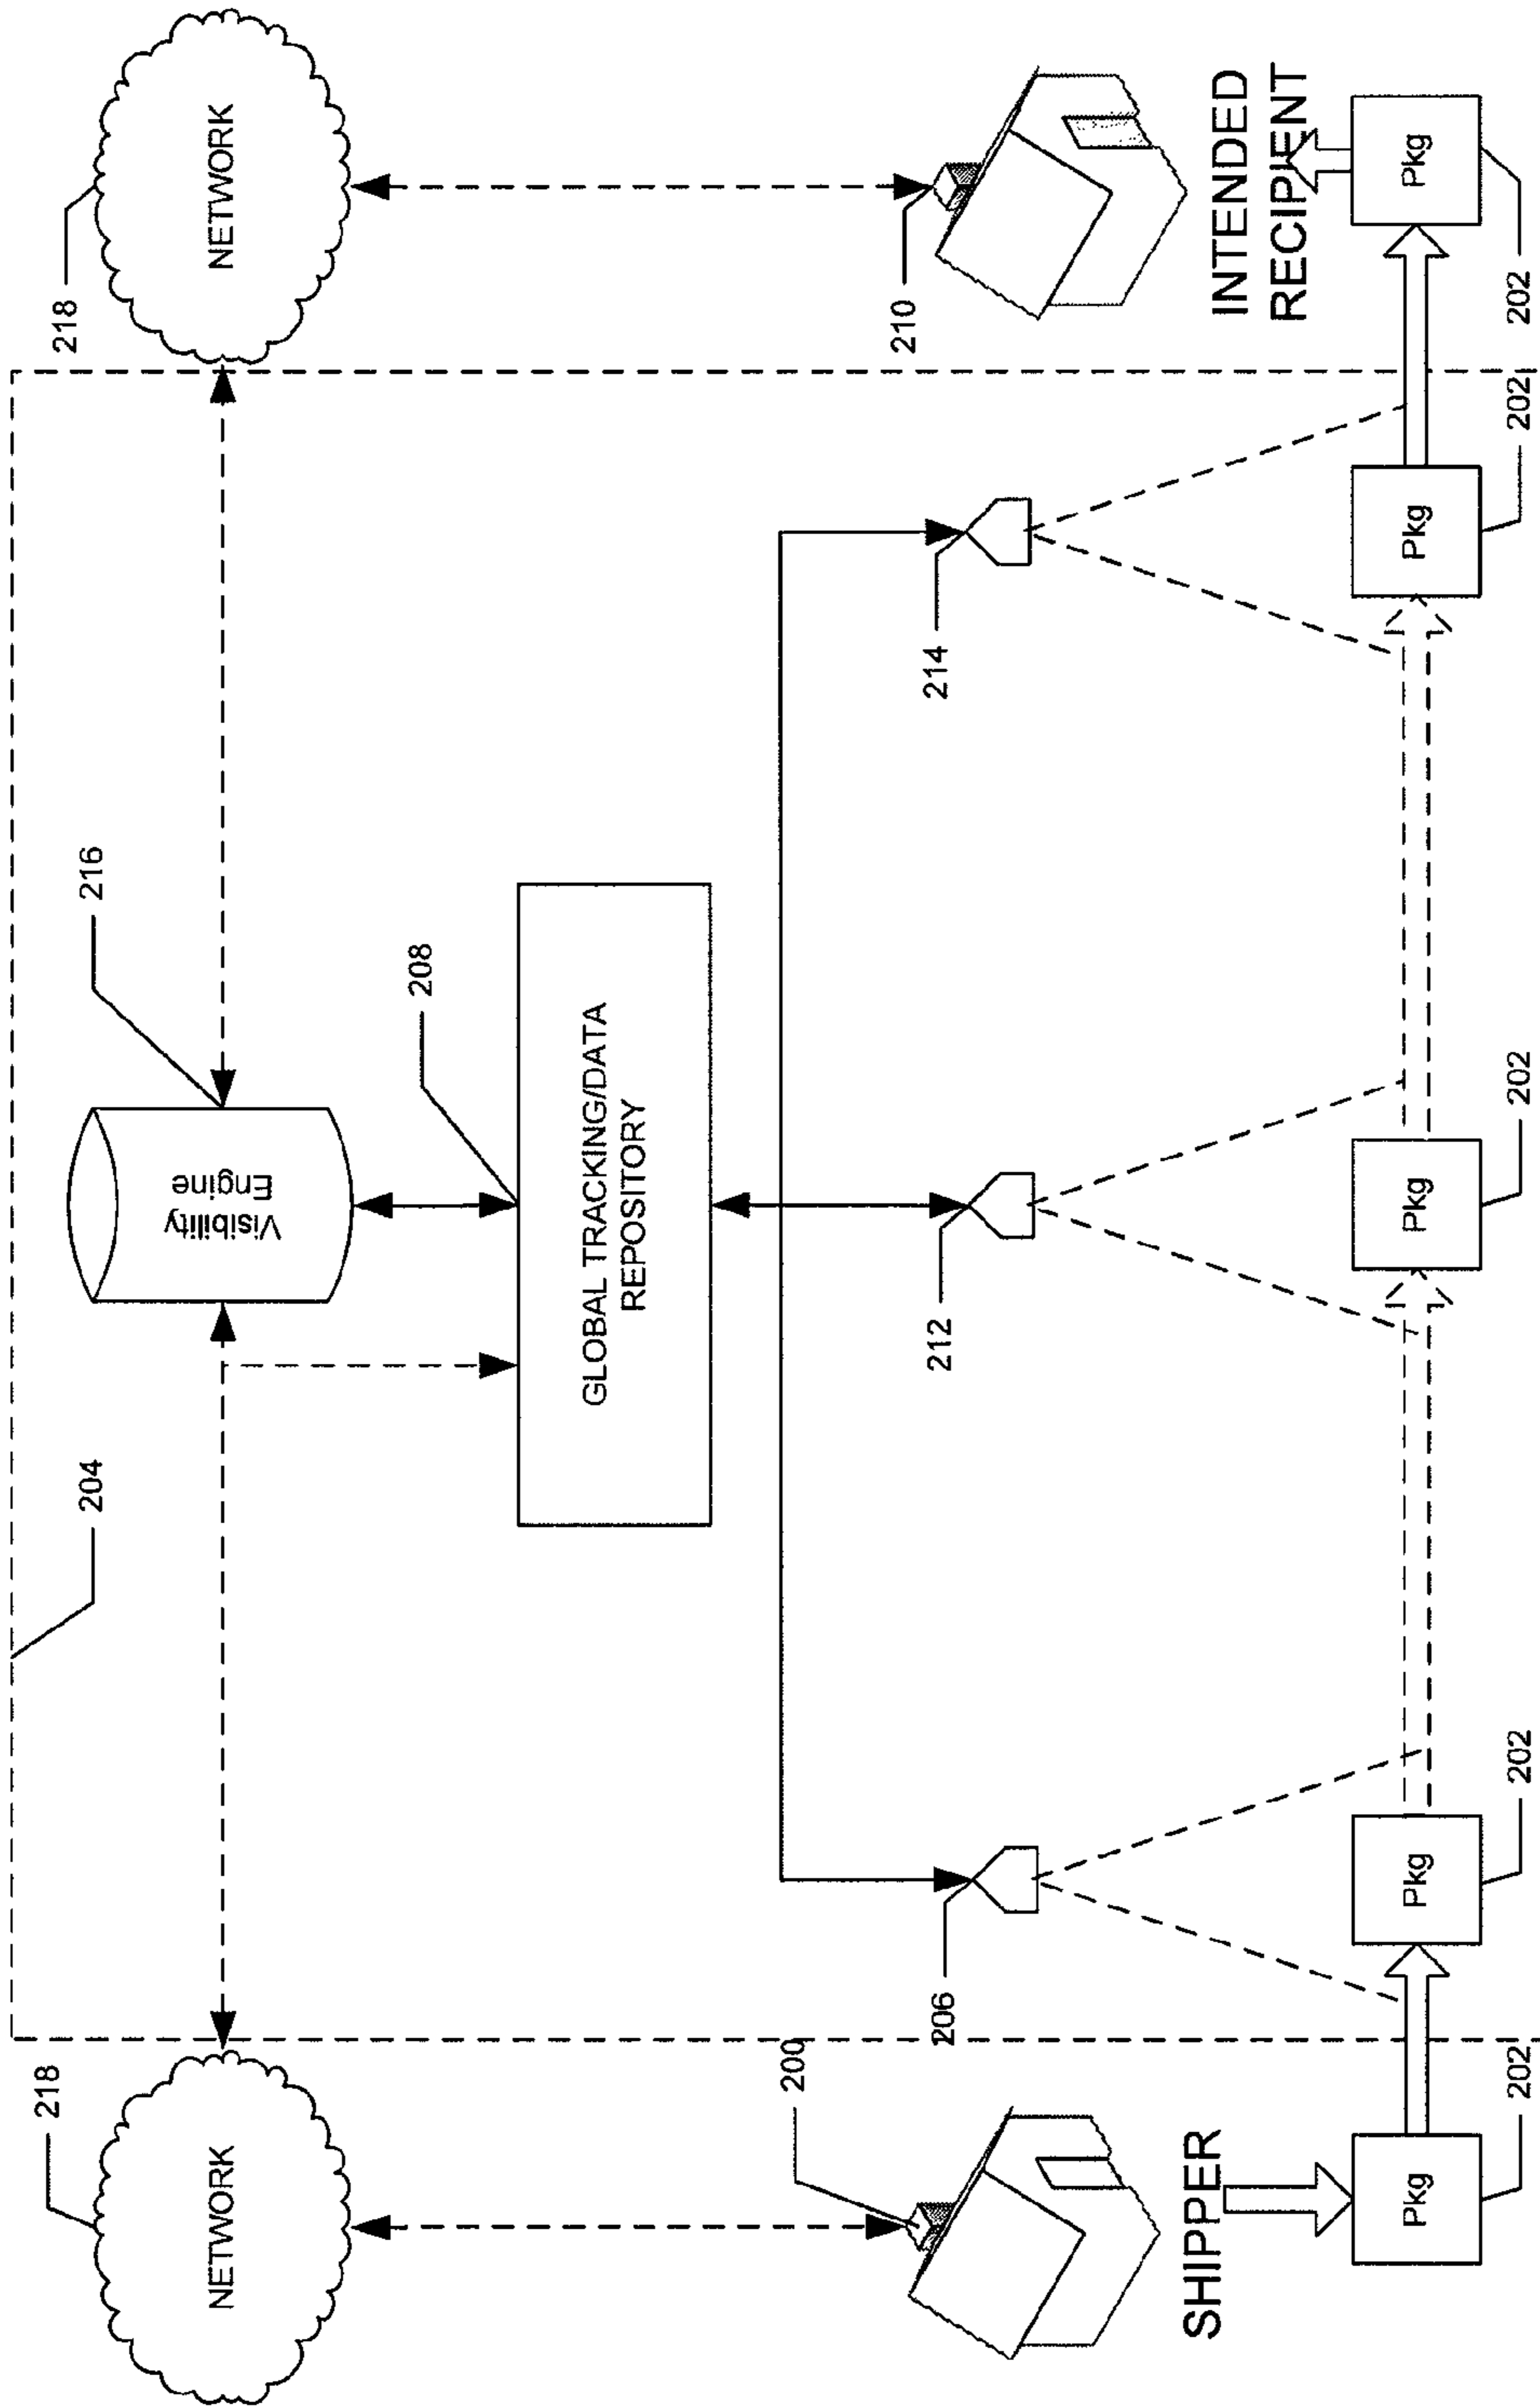 218
NETWORK
204
216
Visibility
Engine
218
NETWORK
208
GLOBAL TRACKING/DATA
REPOSITORY
200
206
212
214
210
SHIPPER
INTENDED
RECIPIENT
Pkg
Pkg
Pkg
Pkg
Pkg
202
202
202
202
202